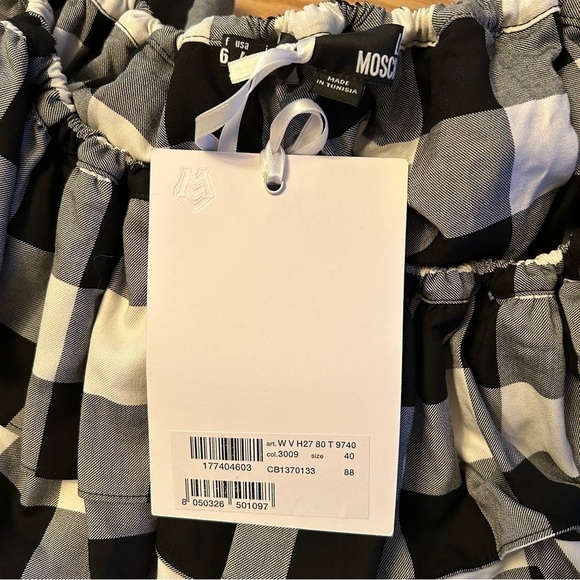 f usa
6
MOSC
MADE
IN TUNISIA
M
art. W V H27 80 T 9740
col. 3009 size 40
177404603 CB1370133 88
8 050326 501097